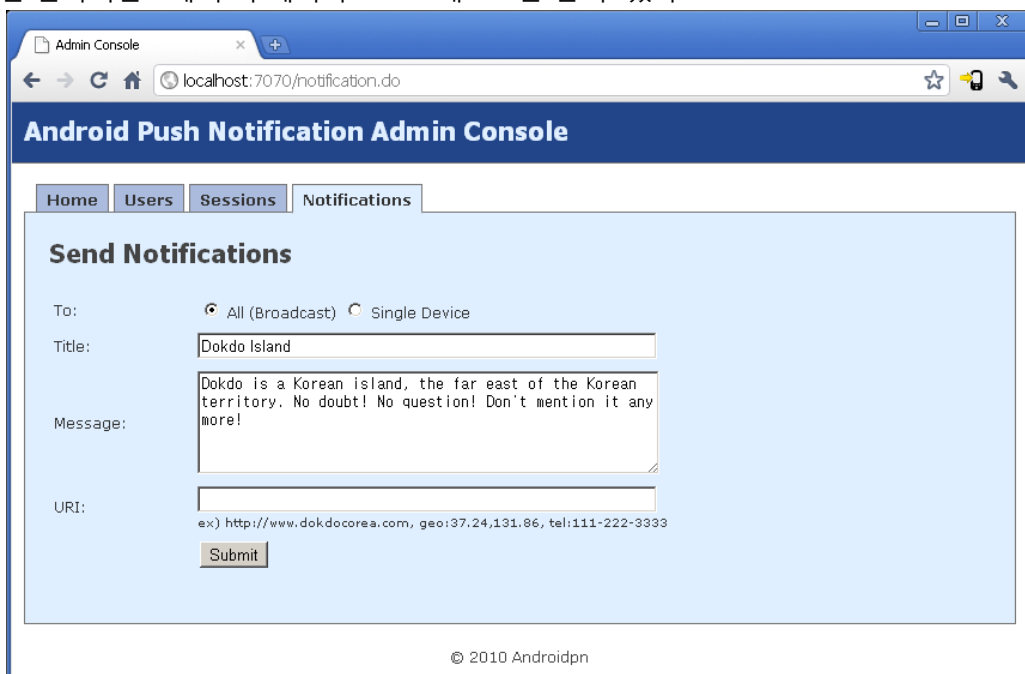 Admin Console
localhost:7070/notification.do
Android Push Notification Admin Console
Home Users Sessions Notifications
Send Notifications
To: All (Broadcast) Single Device
Title: Dokdo Island
Message:
Dokdo is a Korean island, the far east of the Korean
territory. No doubt! No question! Don't mention it any
more!
URI:
ex) http://www.dokdocorea.com, geo:37.24,131.86, tel:111-222-3333
Submit
© 2010 Androidpn